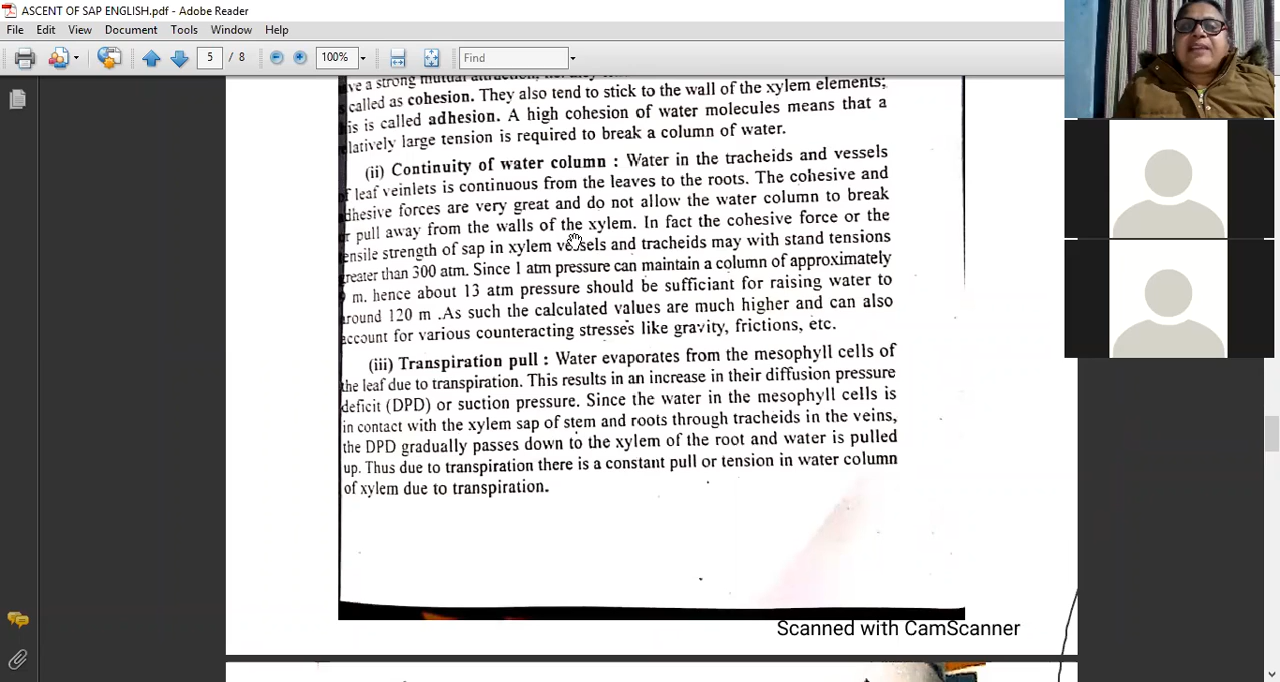 ASCENT OF SAP ENGLISH.pdf - Adobe Reader
File Edit View Document Tools Window Help
5 / 8 100% Find
a strong mutual attraction,
called as cohesion. They also tend to stick to the wall of the xylem elements;
is is called adhesion. A high cohesion of water molecules means that a
latively large tension is required to break a column of water.
(ii) Continuity of water column : Water in the tracheids and vessels
f leaf veinlets is continuous from the leaves to the roots. The cohesive and
dhesive forces are very great and do not allow the water column to break
r pull away from the walls of the xylem. In fact the cohesive force or the
ensile strength of sap in xylem vessels and tracheids may with stand tensions
greater than 300 atm. Since 1 atm pressure can maintain a column of approximately
m. hence about 13 atm pressure should be sufficiant for raising water to
around 120 m .As such the calculated values are much higher and can also
account for various counteracting stresses like gravity, frictions, etc.
(iii) Transpiration pull : Water evaporates from the mesophyll cells of
the leaf due to transpiration. This results in an increase in their diffusion pressure
deficit (DPD) or suction pressure. Since the water in the mesophyll cells is
in contact with the xylem sap of stem and roots through tracheids in the veins,
the DPD gradually passes down to the xylem of the root and water is pulled
up. Thus due to transpiration there is a constant pull or tension in water column
of xylem due to transpiration.
Scanned with CamScanner